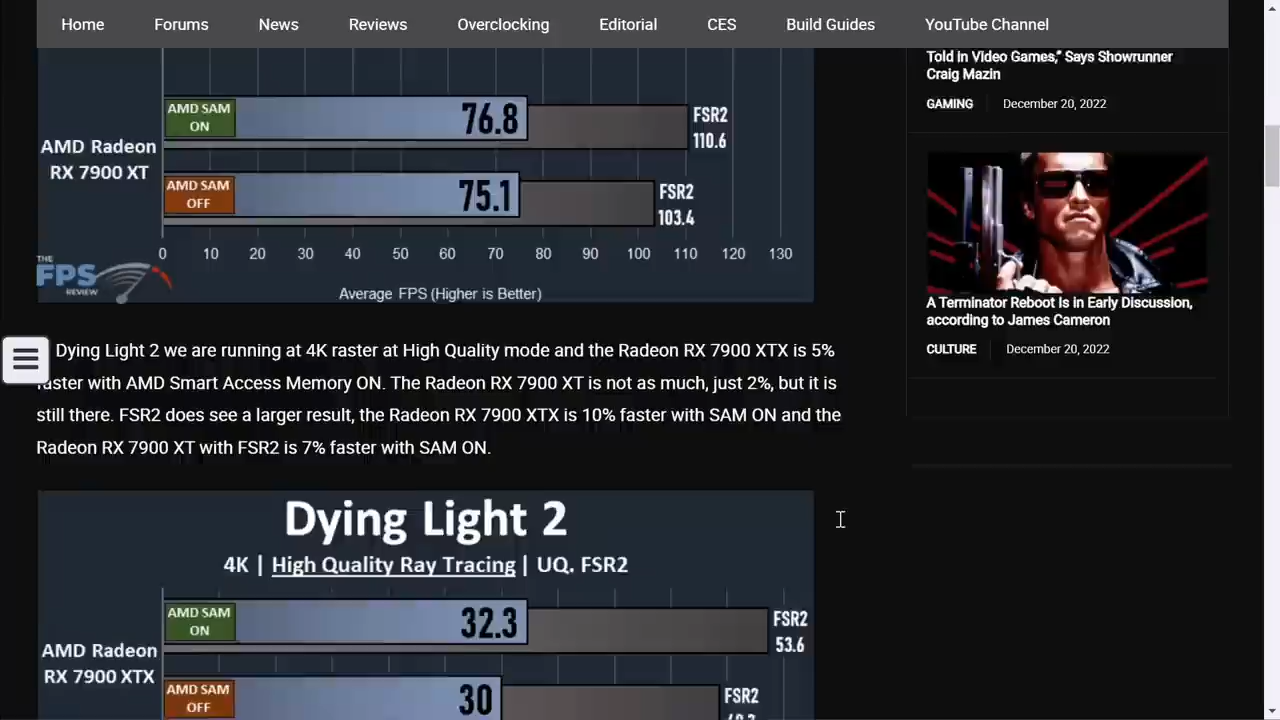 Home Forums News Reviews Overclocking Editorial CES Build Guides YouTube Channel
AMD Radeon
RX 7900 XT
AMD SAM
ON
76.8
FSR2
110.6
AMD SAM
OFF
75.1
FSR2
103.4
0 10 20 30 40 50 60 70 80 90 100 110 120 130
Average FPS (Higher is Better)
THE
FPS
REVIEW
Dying Light 2 we are running at 4K raster at High Quality mode and the Radeon RX 7900 XTX is 5%
faster with AMD Smart Access Memory ON. The Radeon RX 7900 XT is not as much, just 2%, but it is
still there. FSR2 does see a larger result, the Radeon RX 7900 XTX is 10% faster with SAM ON and the
Radeon RX 7900 XT with FSR2 is 7% faster with SAM ON.
Dying Light 2
4K | High Quality Ray Tracing | UQ. FSR2
AMD Radeon
RX 7900 XTX
AMD SAM
ON
32.3
FSR2
53.6
AMD SAM
OFF
30
FSR2
Told in Video Games,” Says Showrunner
Craig Mazin
GAMING December 20, 2022
A Terminator Reboot Is in Early Discussion,
according to James Cameron
CULTURE December 20, 2022